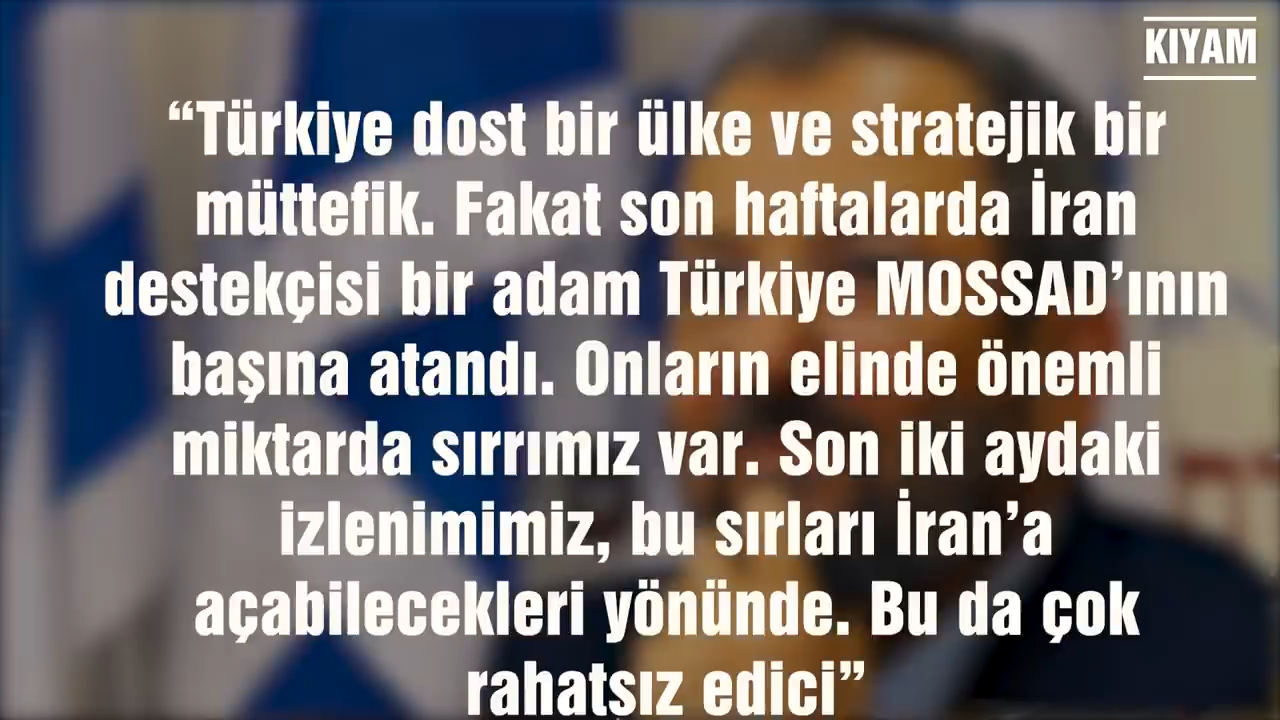 KIYAM
“Türkiye dost bir ülke ve stratejik bir
müttefik. Fakat son haftalarda İran
destekçisi bir adam Türkiye MOSSAD’ının
başına atandı. Onların elinde önemli
miktarda sırrımız var. Son iki aydaki
izlenimimiz, bu sırları İran’a
açabilecekleri yönünde. Bu da çok
rahatsız edici”